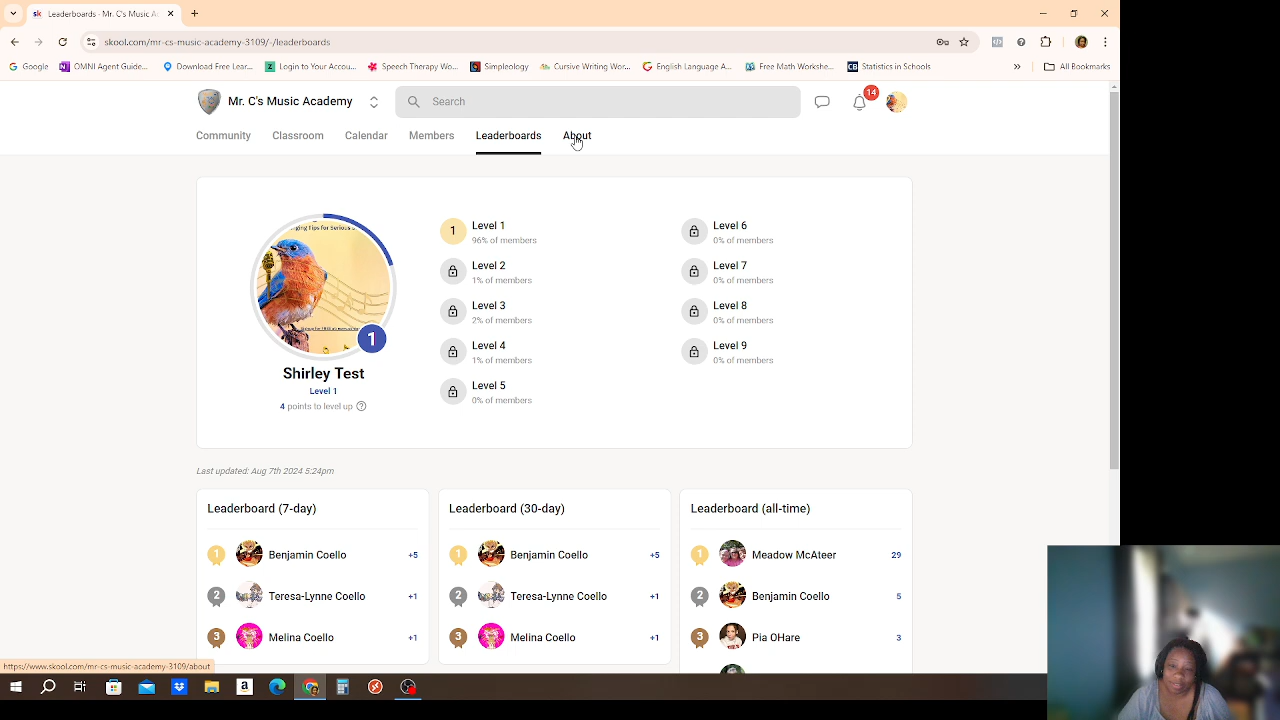 Leaderboards - Mr. C's Music Ac
skool.com/mr-cs-music-academy-3109/-/leaderboards
Google
OMNI Agent Guide...
Download Free Lear...
Login to Your Accou...
Speech Therapy Wo...
Simpleology
Cursive Writing Wor...
English Language A...
Free Math Workshe...
Statistics in Schools
All Bookmarks
Mr. C's Music Academy
Search
14
Community
Classroom
Calendar
Members
Leaderboards
About
1
Shirley Test
Level 1
4 points to level up
1
Level 1
96% of members
Level 2
1% of members
Level 3
2% of members
Level 4
1% of members
Level 5
0% of members
Level 6
0% of members
Level 7
0% of members
Level 8
0% of members
Level 9
0% of members
Last updated: Aug 7th 2024 5:24pm
Leaderboard (7-day)
1 Benjamin Coello +5
2 Teresa-Lynne Coello +1
3 Melina Coello +1
Leaderboard (30-day)
1 Benjamin Coello +5
2 Teresa-Lynne Coello +1
3 Melina Coello +1
Leaderboard (all-time)
1 Meadow McAteer 29
2 Benjamin Coello 5
3 Pia OHare 3
https://www.skool.com/mr-cs-music-academy-3109/about